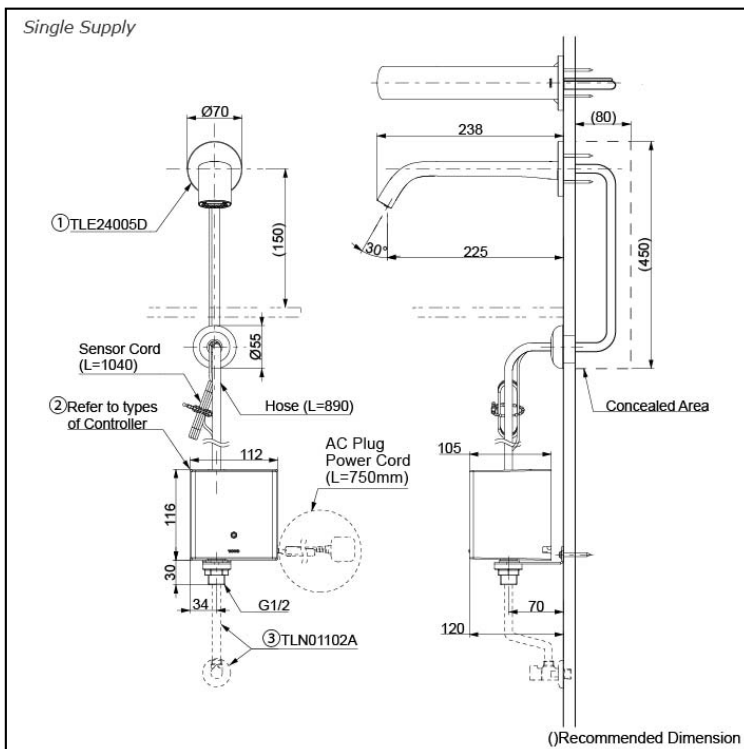 Single Supply
Ø70
238
(80)
①TLE24005D
(150)
30°
225
(450)
Ø55
Sensor Cord
(L=1040)
Hose (L=890)
②Refer to types
of Controller
Concealed Area
112
AC Plug
Power Cord
(L=750mm)
105
116
30
34
G1/2
70
120
③TLN01102A
()Recommended Dimension